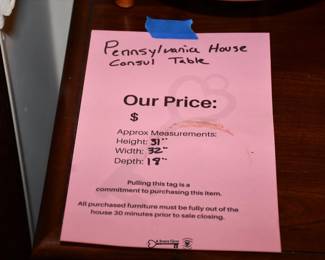 Pennsylvania House
Consul Table
Our Price:
$
Approx Measurements:
Height: 31"
Width: 32"
Depth: 19"
Pulling this tag is a
commitment to purchasing this item.
All purchased furniture must be fully out of the
house 30 minutes prior to sale closing.